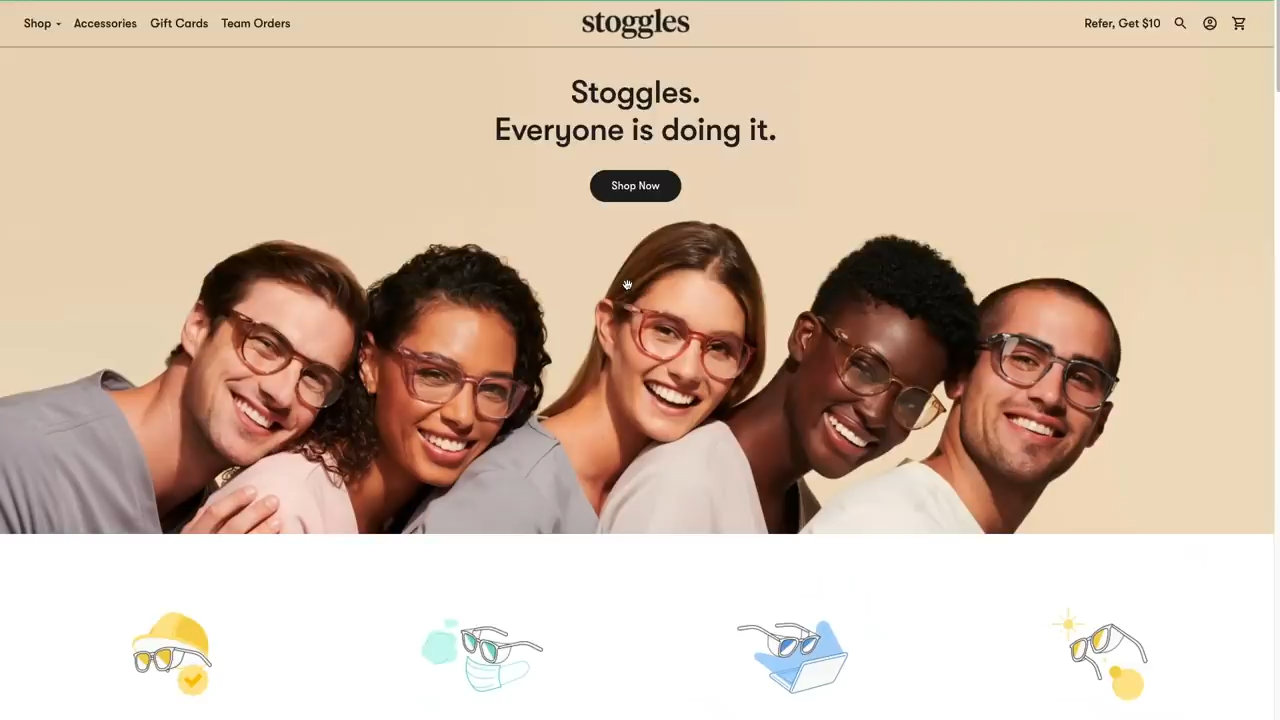 Shop
Accessories
Gift Cards
Team Orders
stoggles
Refer, Get $10
Stoggles.
Everyone is doing it.
Shop Now